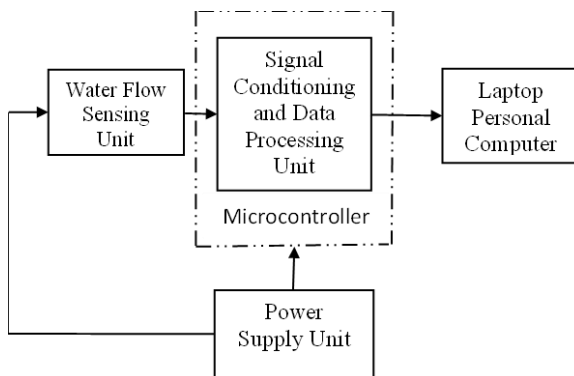 Water Flow
Sensing
Unit
Signal
Conditioning
and Data
Processing
Unit
Microcontroller
Laptop
Personal
Computer
Power
Supply Unit